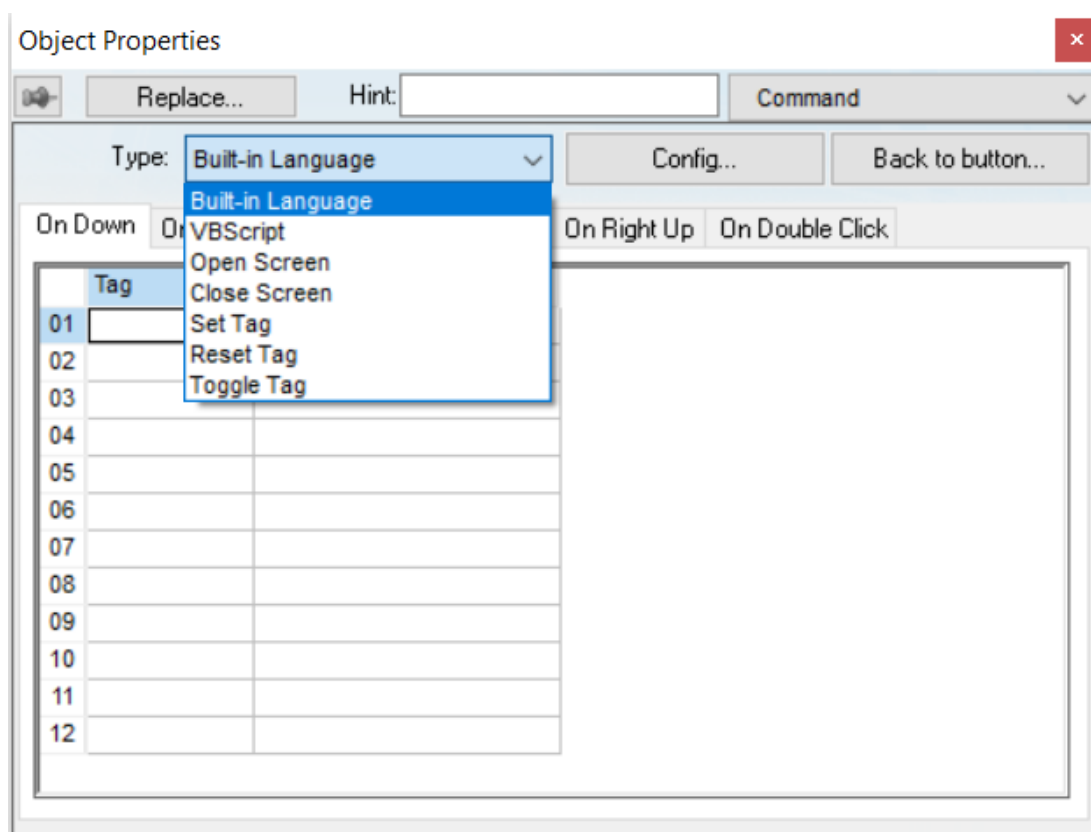 Object Properties
Replace... Hint: Command
Type: Built-in Language Config... Back to button...
Built-in Language
VBScript
Open Screen
Close Screen
Set Tag
Reset Tag
Toggle Tag
On Down On Right Up On Double Click
Tag
01
02
03
04
05
06
07
08
09
10
11
12